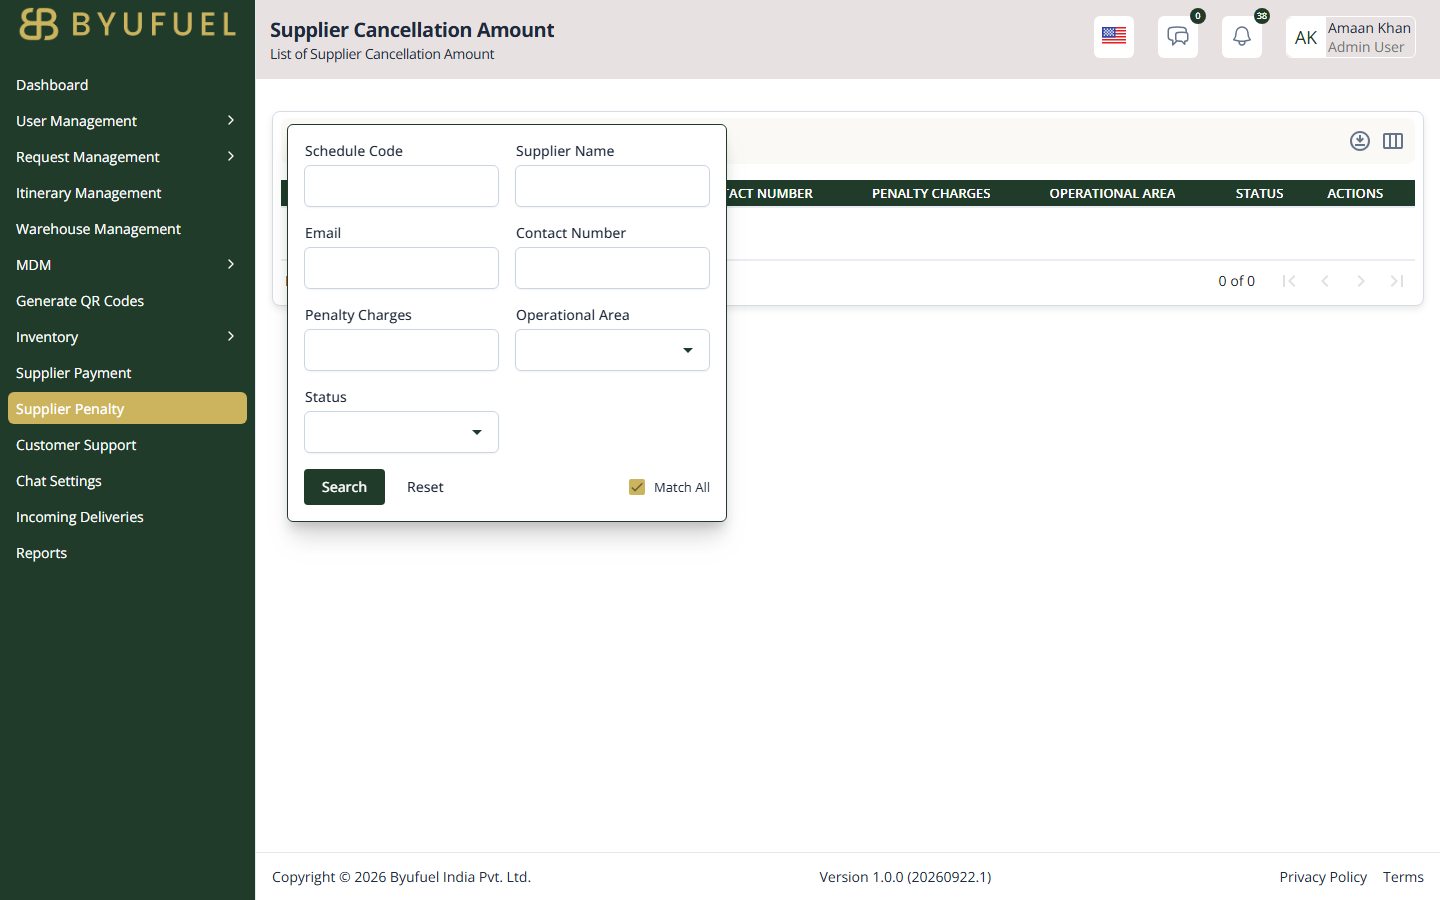 BYUFUEL
Dashboard
User Management
Request Management
Itinerary Management
Warehouse Management
MDM
Generate QR Codes
Inventory
Supplier Payment
Supplier Penalty
Customer Support
Chat Settings
Incoming Deliveries
Reports
Supplier Cancellation Amount
List of Supplier Cancellation Amount
0
38
AK
Amaan Khan
Admin User
Schedule Code
Supplier Name
Email
Contact Number
Penalty Charges
Operational Area
Status
Search
Reset
Match All
TACT NUMBER
PENALTY CHARGES
OPERATIONAL AREA
STATUS
ACTIONS
0 of 0
Copyright © 2026 Byufuel India Pvt. Ltd.
Version 1.0.0 (20260922.1)
Privacy Policy
Terms